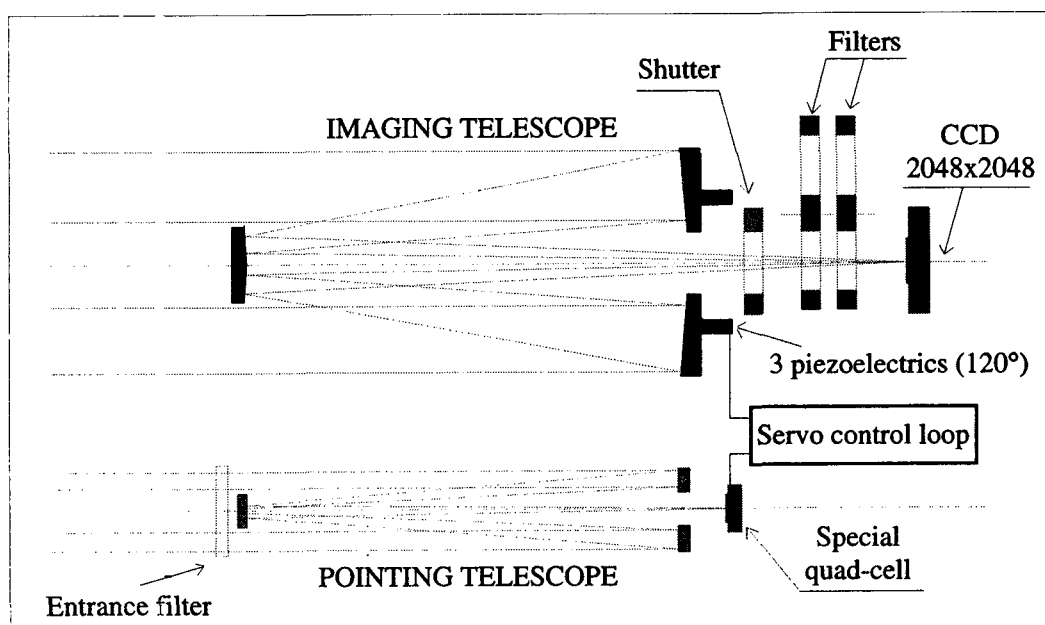 Filters
Shutter
IMAGING TELESCOPE
CCD
2048x2048
3 piezoelectrics (120°)
Servo control loop
Special
quad-cell
POINTING TELESCOPE
Entrance filter